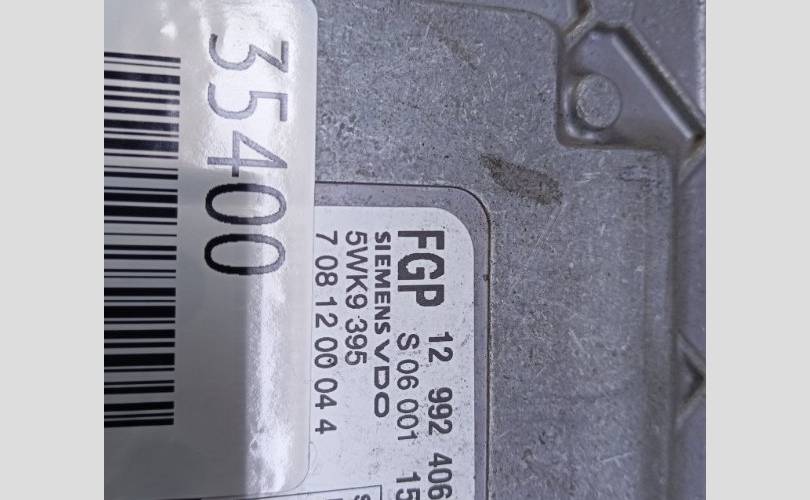 35400
FGP 12 992 406
S 06 001 15
SIEMENS VDO
5WK9 395
7 08 12 00 04 4